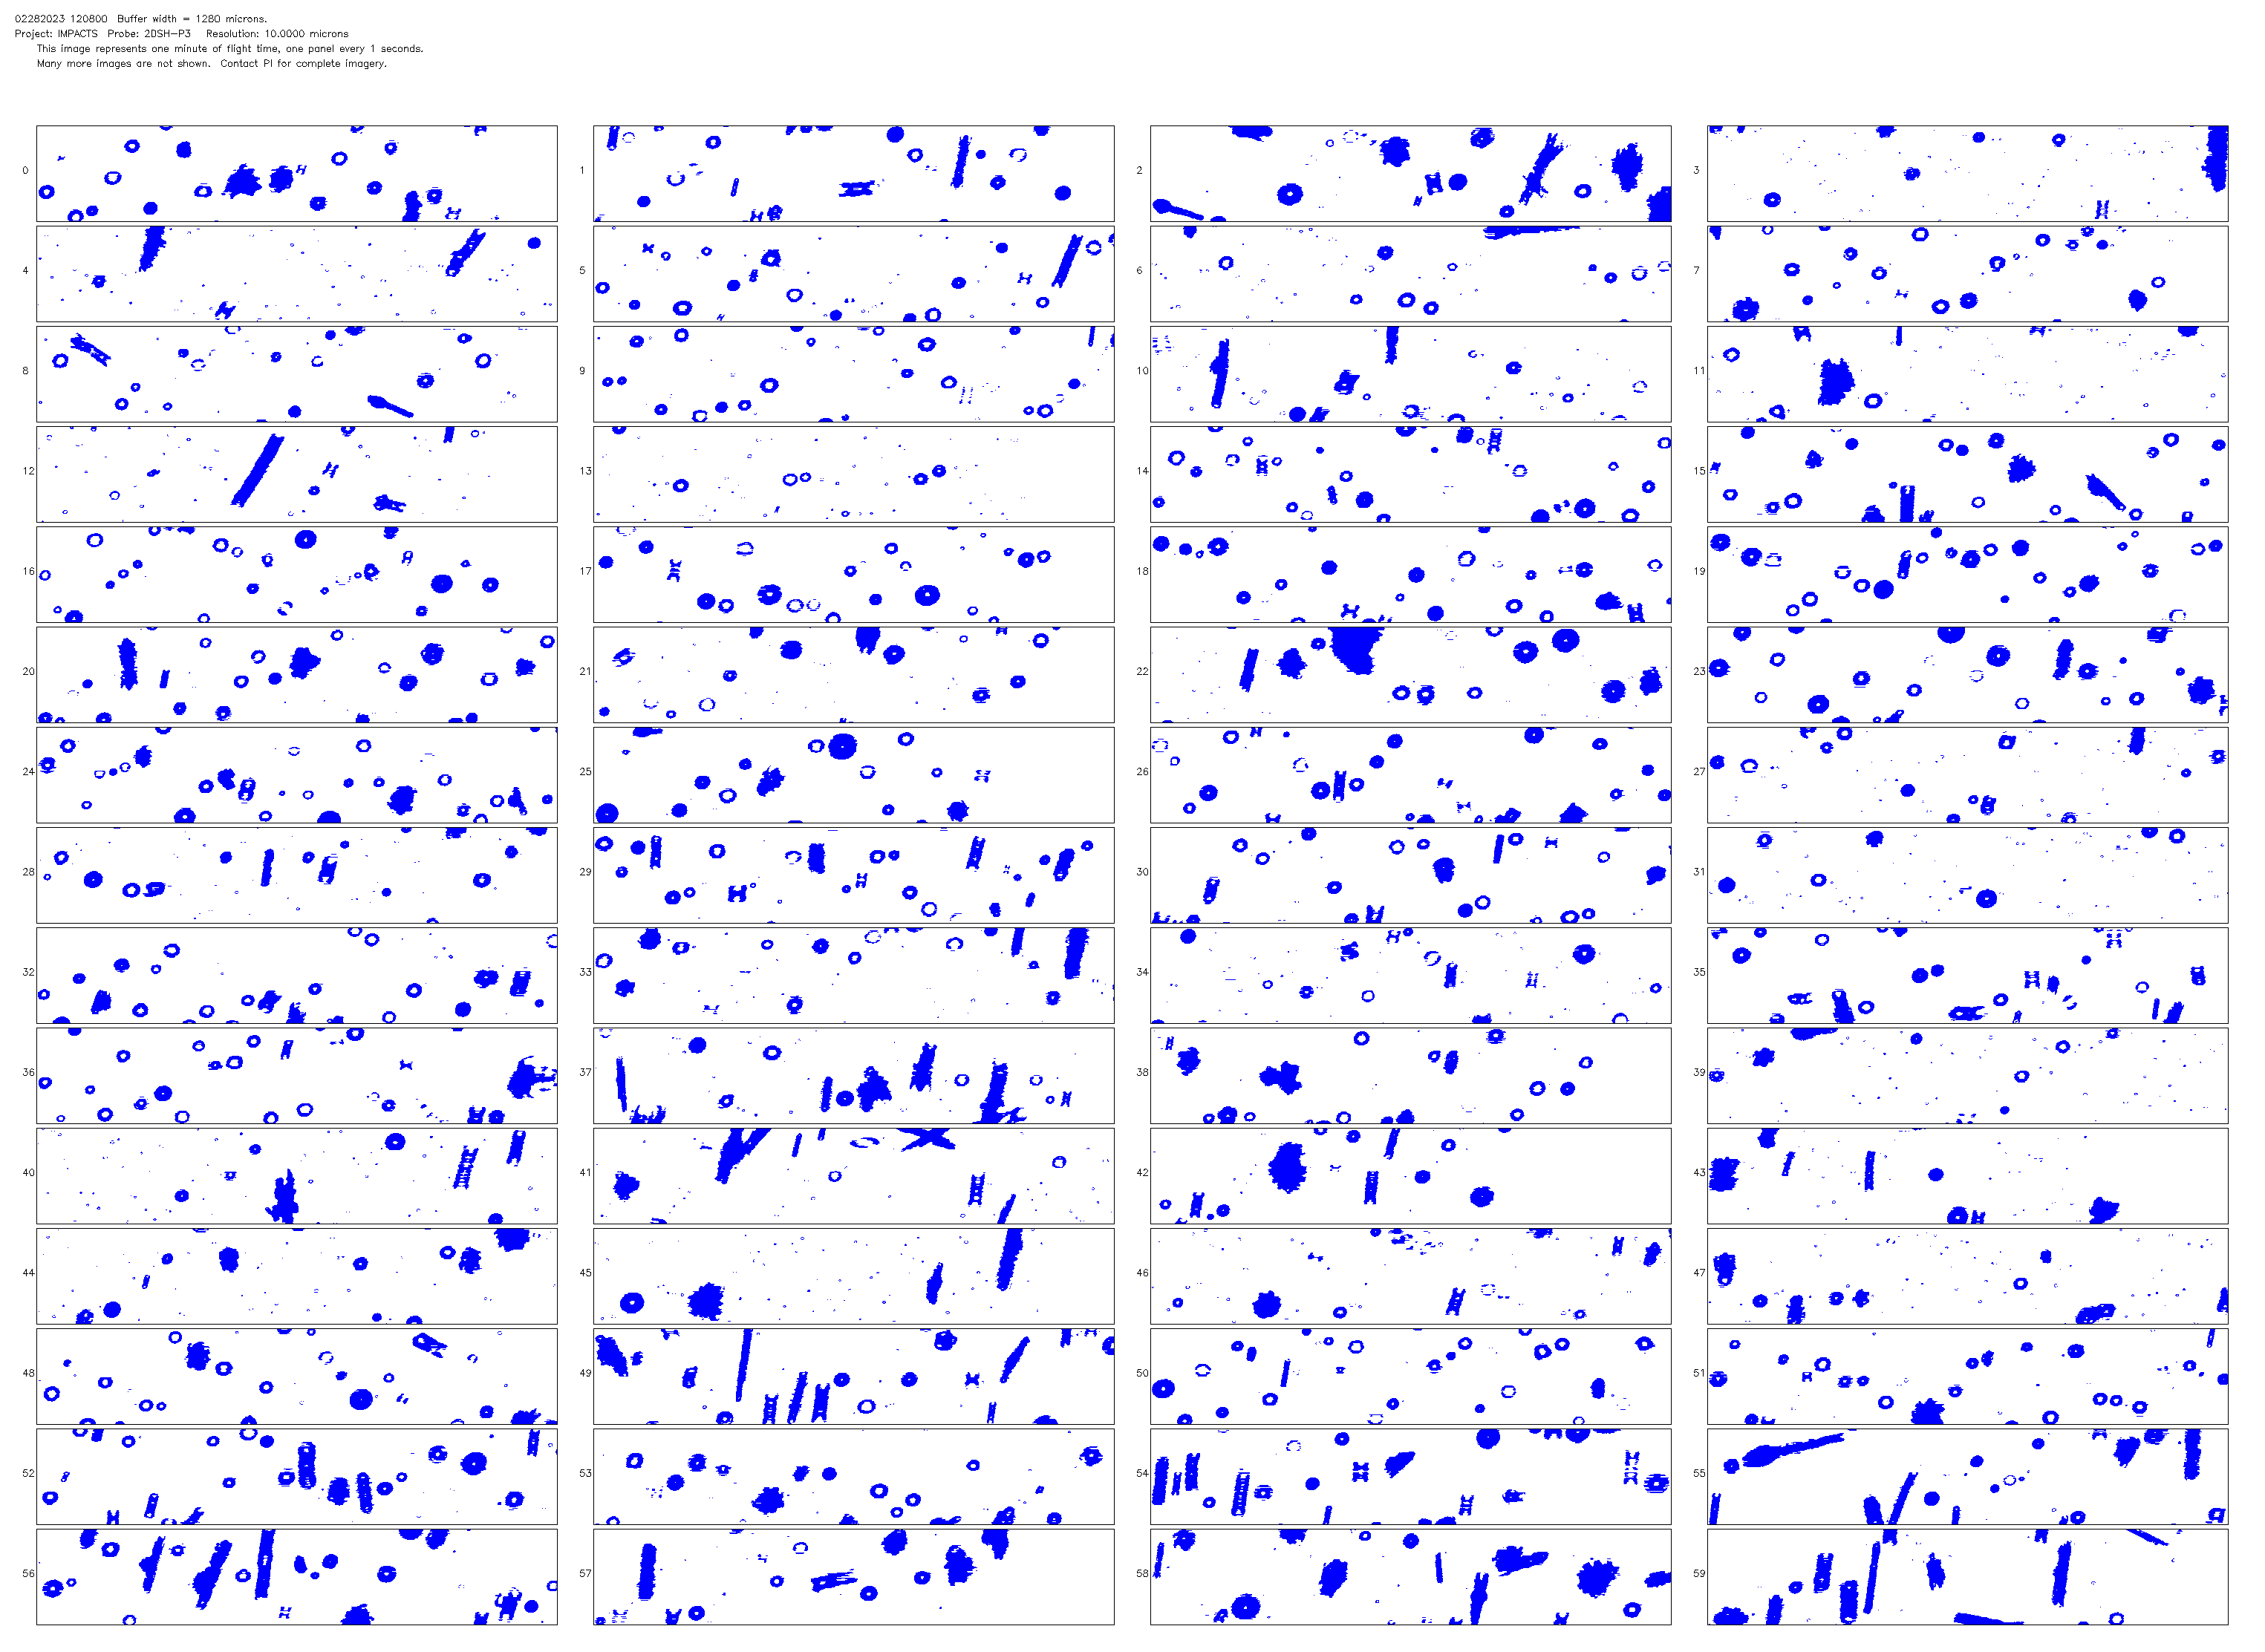 02282023 120800 Buffer width = 1280 microns.
Project: IMPACTS Probe: 2DSH-P3 Resolution: 10.0000 microns
This image represents one minute of flight time, one panel every 1 seconds.
Many more images are not shown. Contact PI for complete imagery.
0 1 2 3
4 5 6 7
8 9 10 11
12 13 14 15
16 17 18 19
20 21 22 23
24 25 26 27
28 29 30 31
32 33 34 35
36 37 38 39
40 41 42 43
44 45 46 47
48 49 50 51
52 53 54 55
56 57 58 59